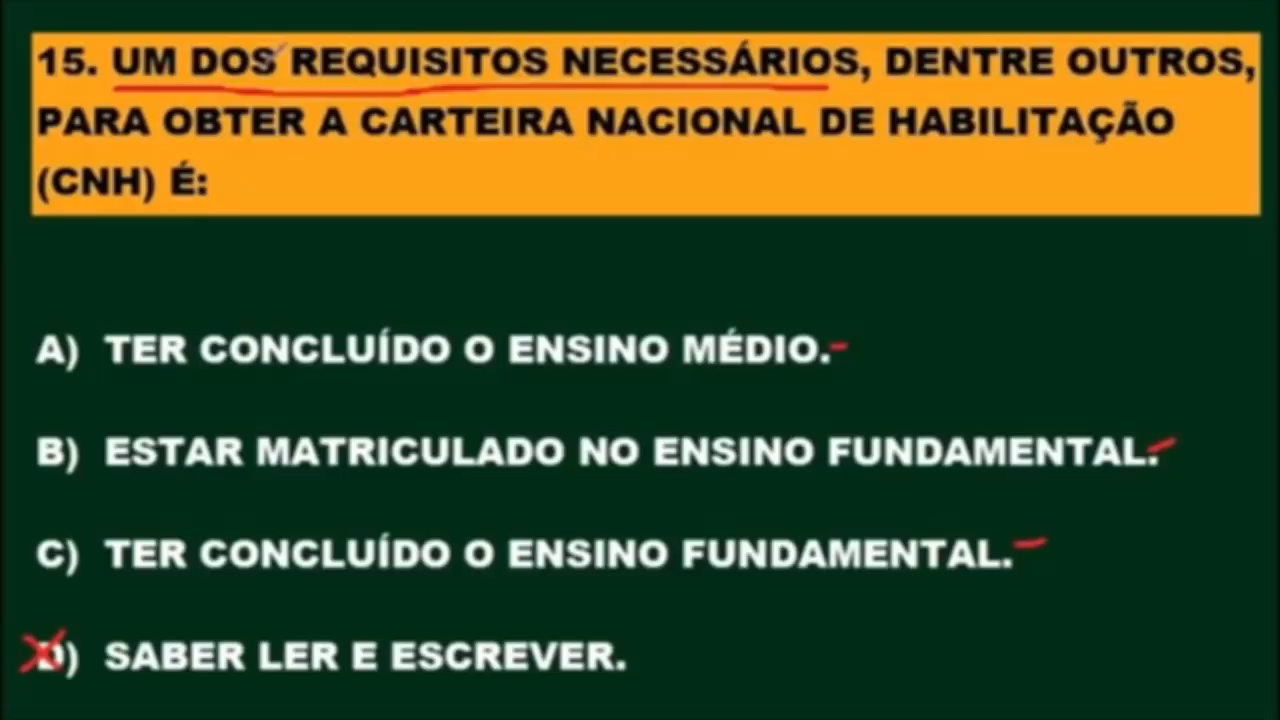 15. UM DOS REQUISITOS NECESSÁRIOS, DENTRE OUTROS,
PARA OBTER A CARTEIRA NACIONAL DE HABILITAÇÃO
(CNH) É:
A) TER CONCLUÍDO O ENSINO MÉDIO.
B) ESTAR MATRICULADO NO ENSINO FUNDAMENTAL.
C) TER CONCLUÍDO O ENSINO FUNDAMENTAL.
D) SABER LER E ESCREVER.